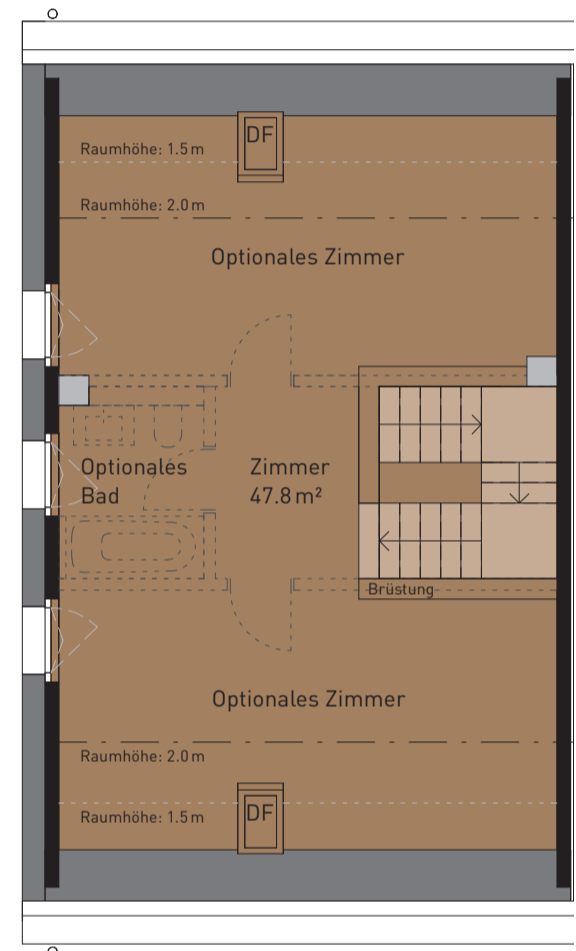 DF
Raumhöhe: 1.5 m
Raumhöhe: 2.0 m
Optionales Zimmer
Optionales
Bad
Zimmer
47.8 m²
Brüstung
Optionales Zimmer
Raumhöhe: 2.0 m
DF
Raumhöhe: 1.5 m